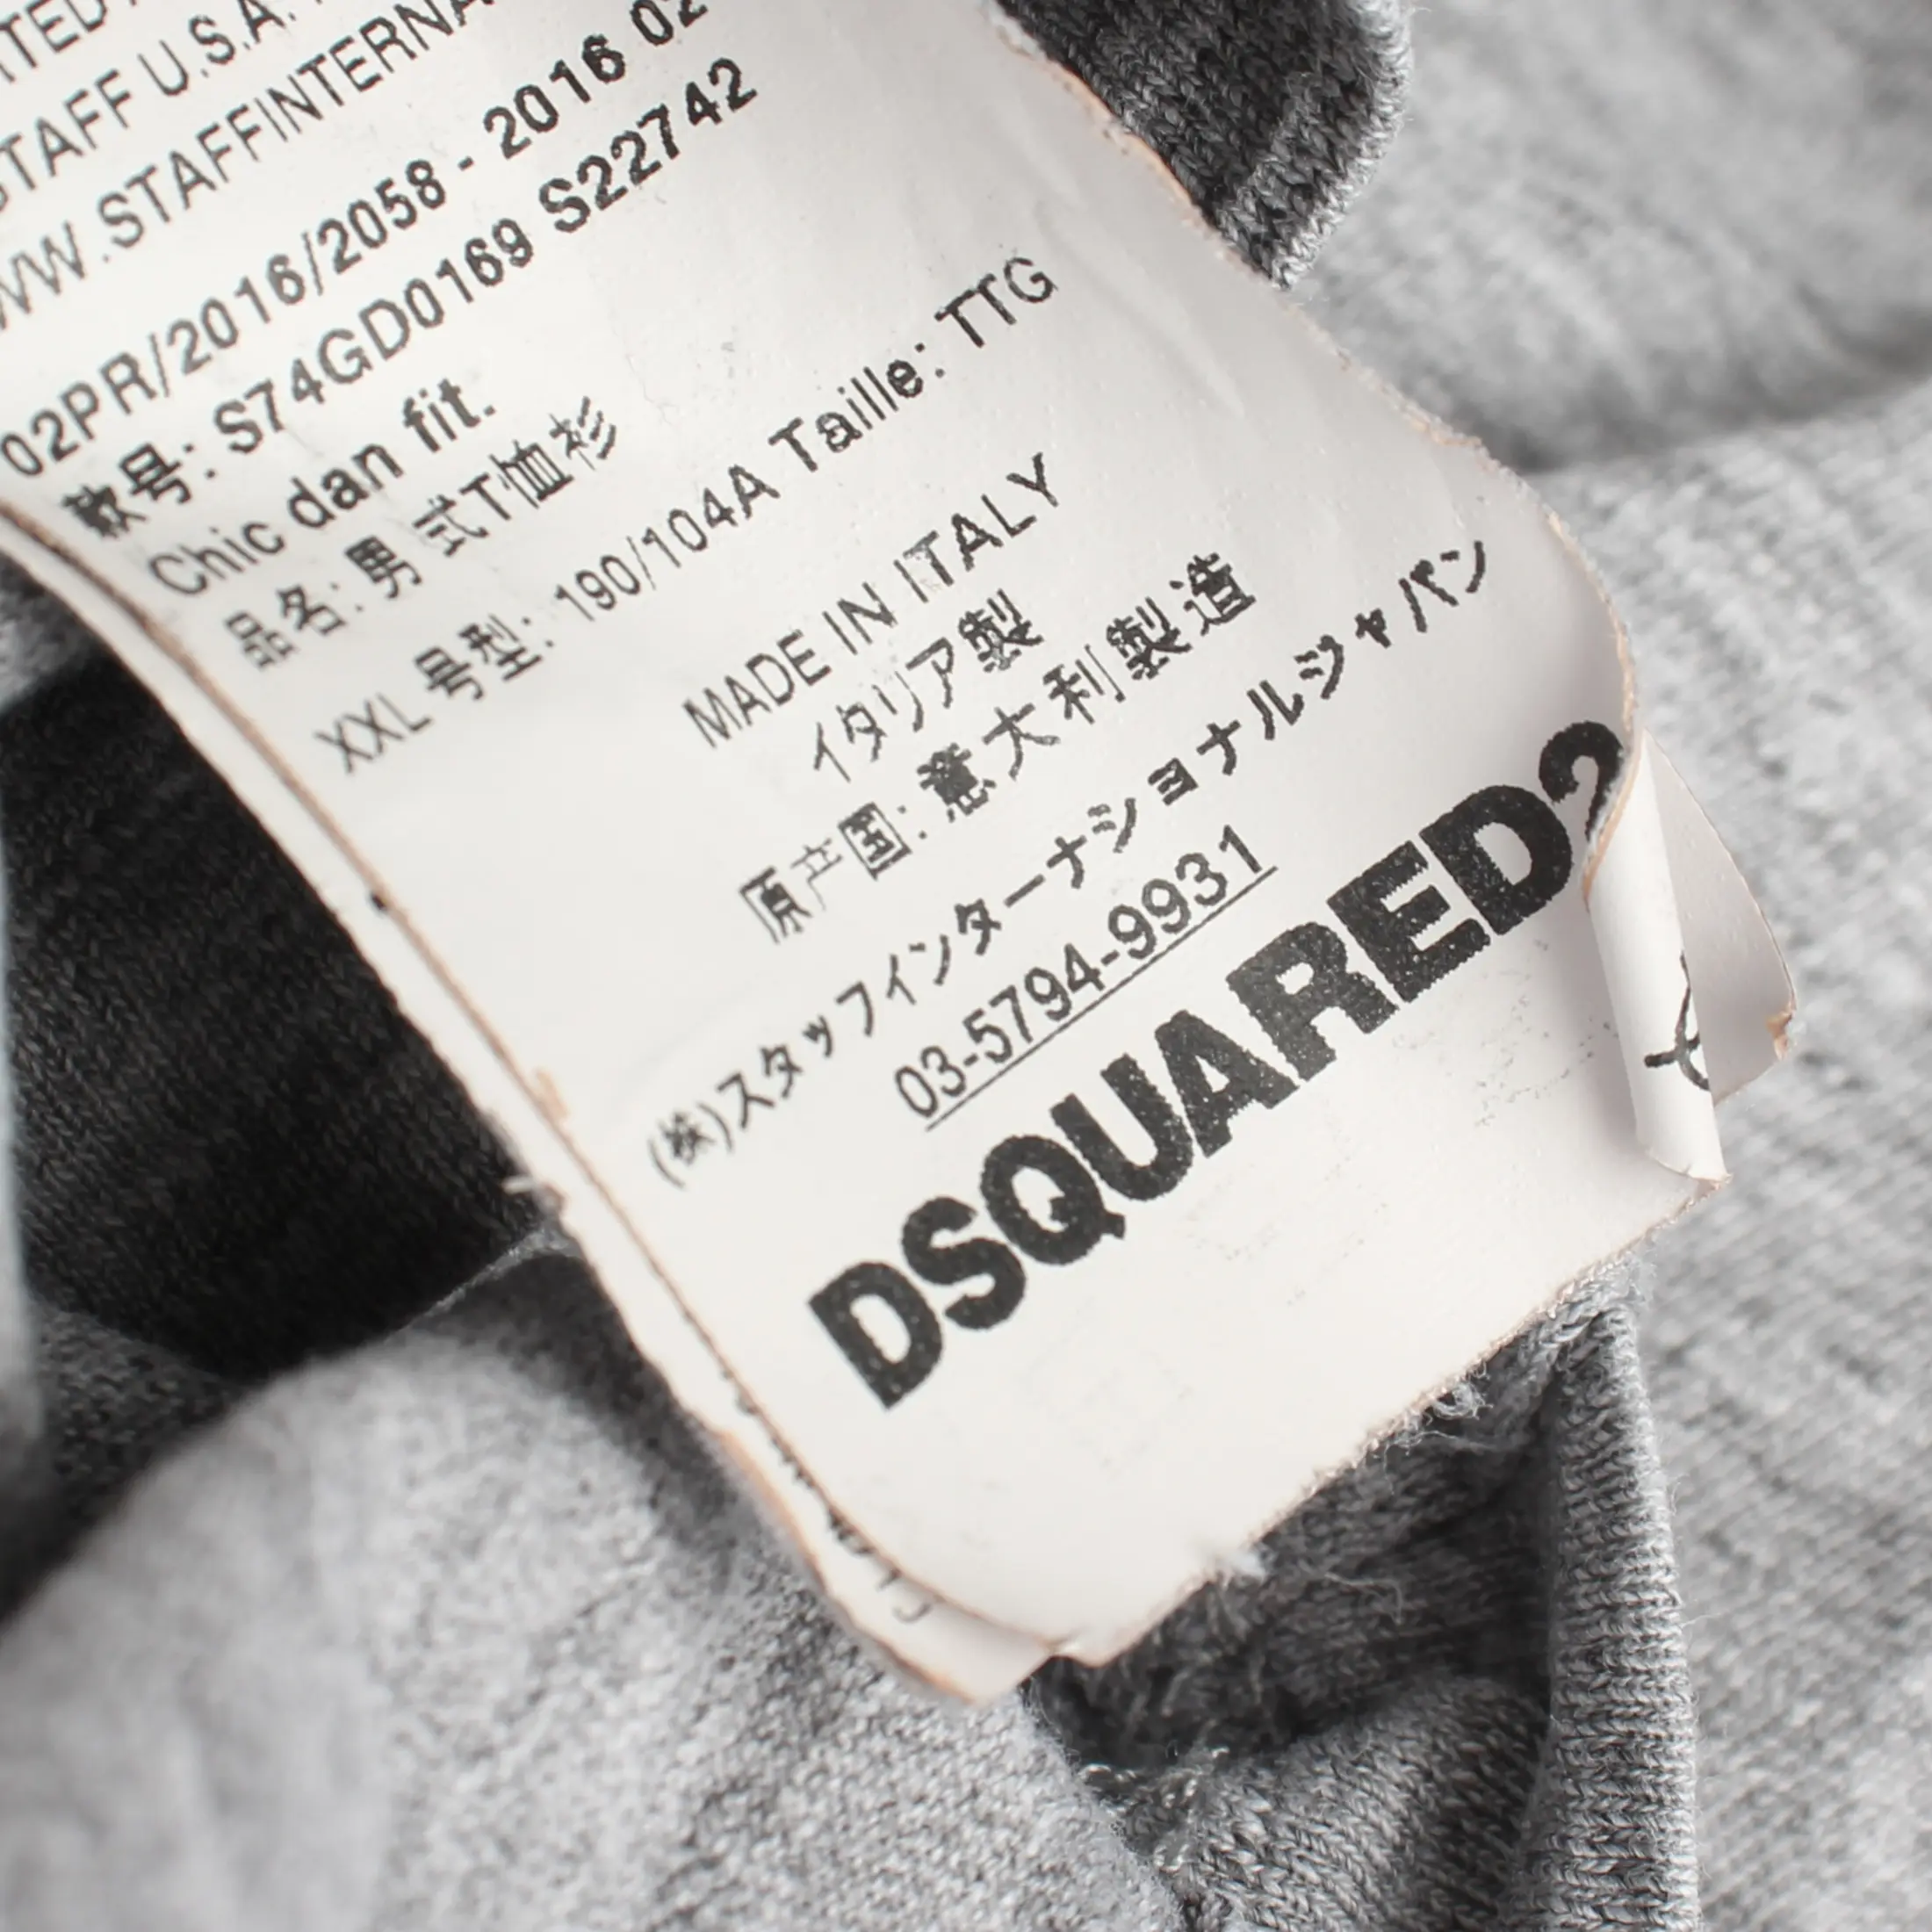 STAFF U.S.A.
WW.STAFFINTERNA
02PR/2016/2058 - 2016 02
款号: S74GD0169 S22742
Chic dan fit.
品名: 男式T恤衫
XXL 号型: 190/104A Taille: TTG
MADE IN ITALY
イタリア製
原产国: 意大利製造
(株)スタッフインターナショナルジャパン
03-5794-9931
DSQUARED2